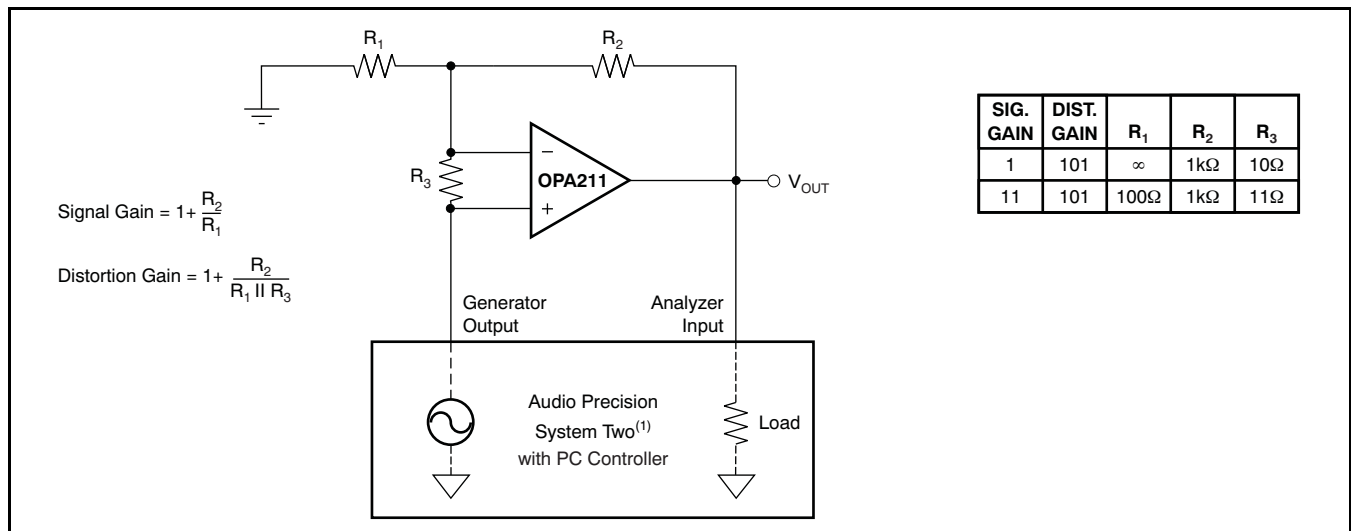 R1
R2
R3
−
+
OPA211
VOUT
Signal Gain = 1+ R2
R1
Distortion Gain = 1+ R2
R1 II R3
Generator
Output
Analyzer
Input
Audio Precision
System Two(1)
with PC Controller
Load
SIG. GAIN DIST. GAIN R1 R2 R3
1 101 ∞ 1kΩ 10Ω
11 101 100Ω 1kΩ 11Ω